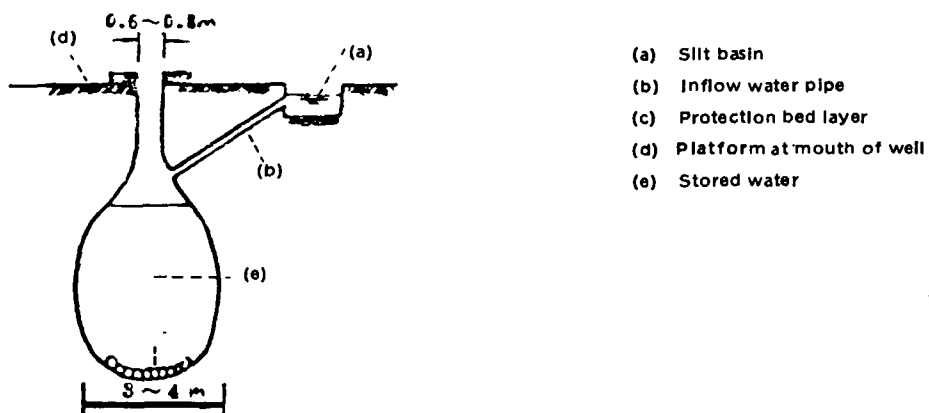 0.6～0.8m
(d)
(a)
(b)
(e)
3～4 m
(a) Silt basin
(b) Inflow water pipe
(c) Protection bed layer
(d) Platform at mouth of well
(e) Stored water